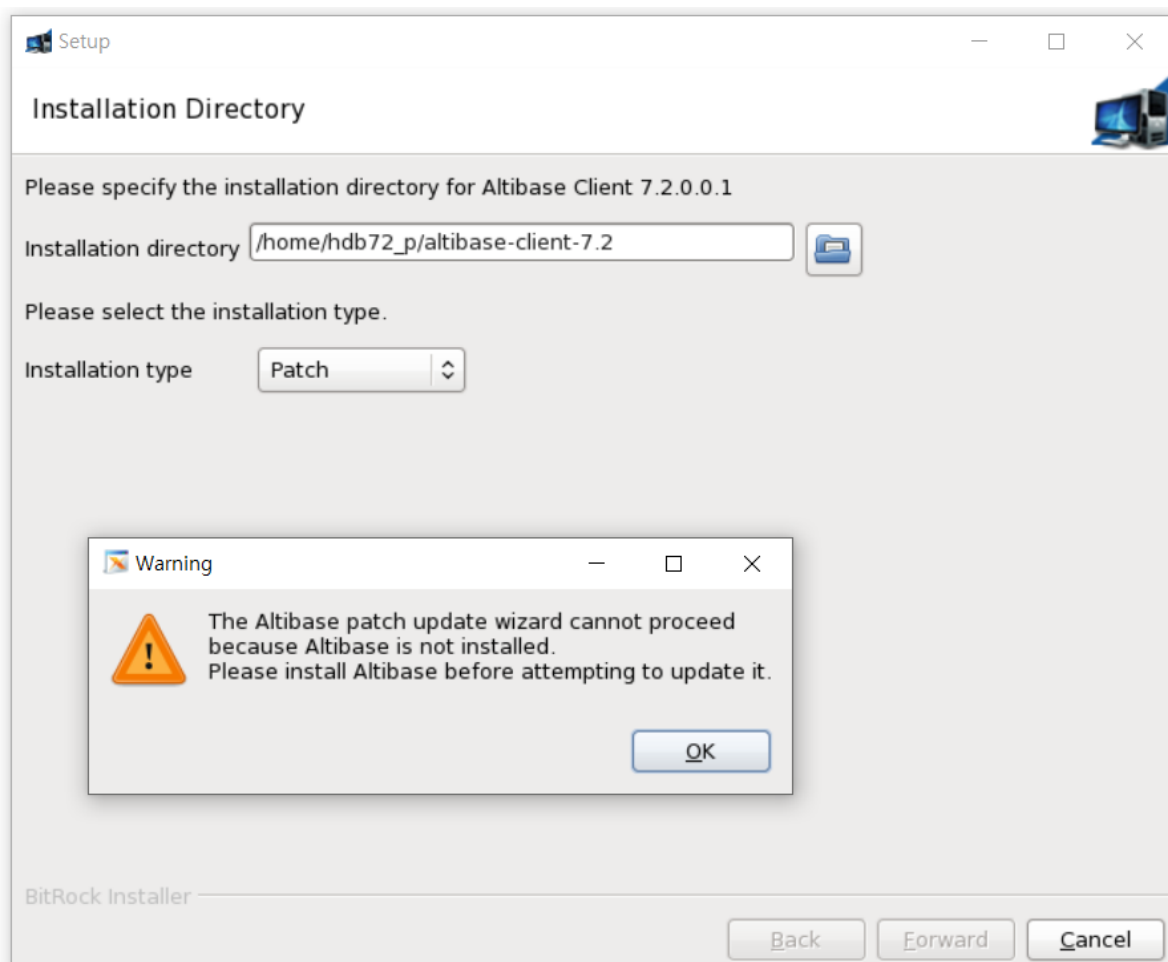 Setup
Installation Directory
Please specify the installation directory for Altibase Client 7.2.0.0.1
Installation directory /home/hdb72_p/altibase-client-7.2
Please select the installation type.
Installation type Patch
Warning
The Altibase patch update wizard cannot proceed
because Altibase is not installed.
Please install Altibase before attempting to update it.
OK
BitRock Installer
Back Forward Cancel